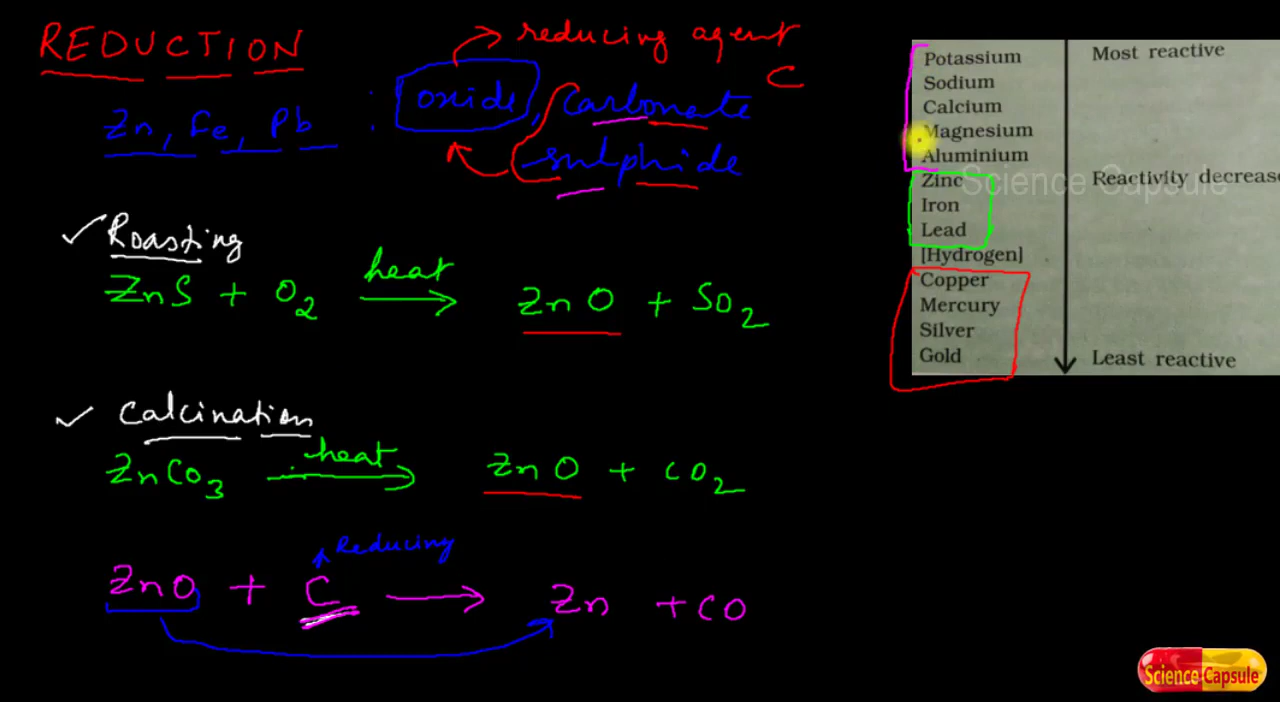 REDUCTION
reducing agent
C
Zn, Fe, Pb : oxide, carbonate
sulphide
Roasting
ZnS + O2 heat ZnO + SO2
Calcination
ZnCO3 heat ZnO + CO2
Reducing
ZnO + C → Zn + CO
Potassium Most reactive
Sodium
Calcium
Magnesium
Aluminium
Zinc Reactivity decrease
Science Capsule
Iron
Lead
[Hydrogen]
Copper
Mercury
Silver
Gold Least reactive
Science Capsule